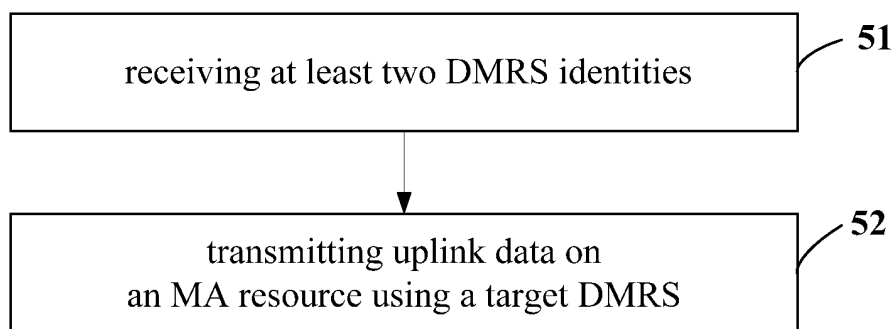 receiving at least two DMRS identities
51
transmitting uplink data on
an MA resource using a target DMRS
52